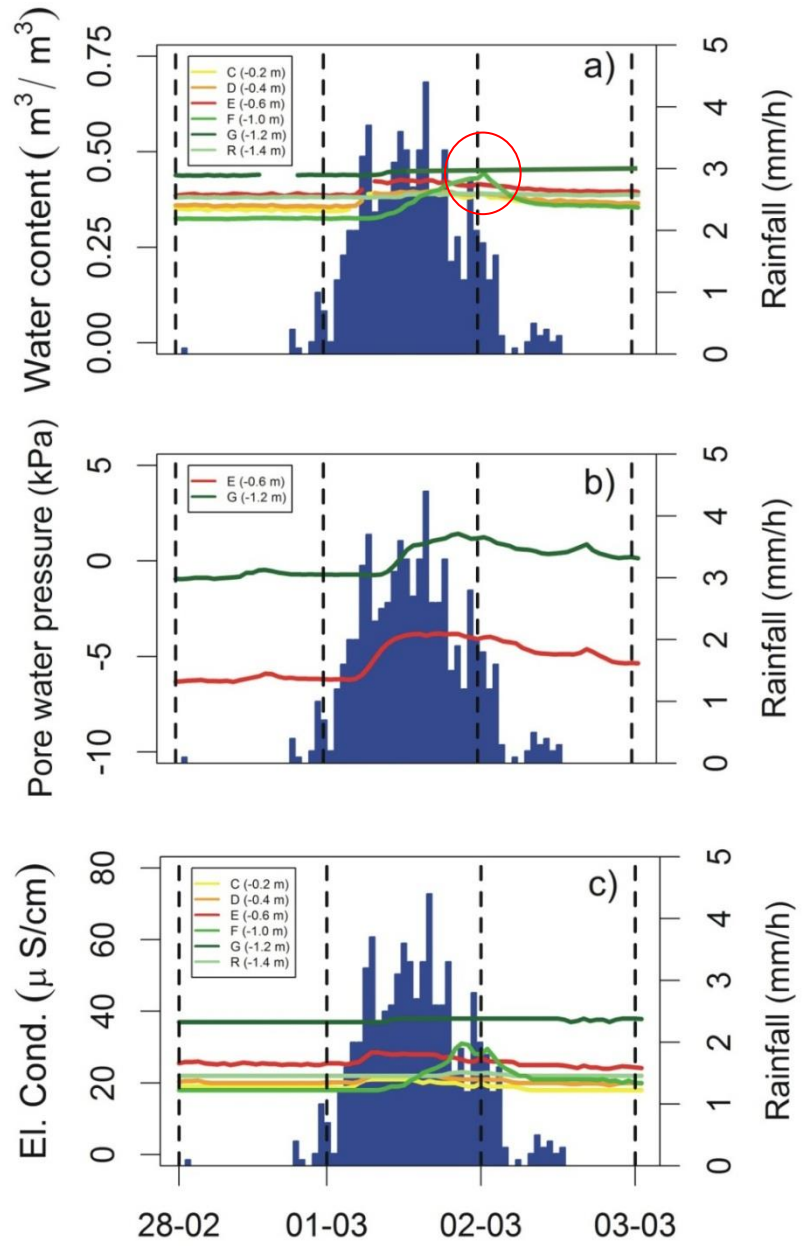 Water content ( m³ / m³)
0.00 0.25 0.50 0.75
a)
C (-0.2 m)
D (-0.4 m)
E (-0.6 m)
F (-1.0 m)
G (-1.2 m)
R (-1.4 m)
0 1 2 3 4 5
Rainfall (mm/h)
Pore water pressure (kPa)
-10 -5 0 5
b)
E (-0.6 m)
G (-1.2 m)
0 1 2 3 4 5
Rainfall (mm/h)
El. Cond. (μ S/cm)
0 20 40 60 80
c)
C (-0.2 m)
D (-0.4 m)
E (-0.6 m)
F (-1.0 m)
G (-1.2 m)
R (-1.4 m)
0 1 2 3 4 5
Rainfall (mm/h)
28-02 01-03 02-03 03-03